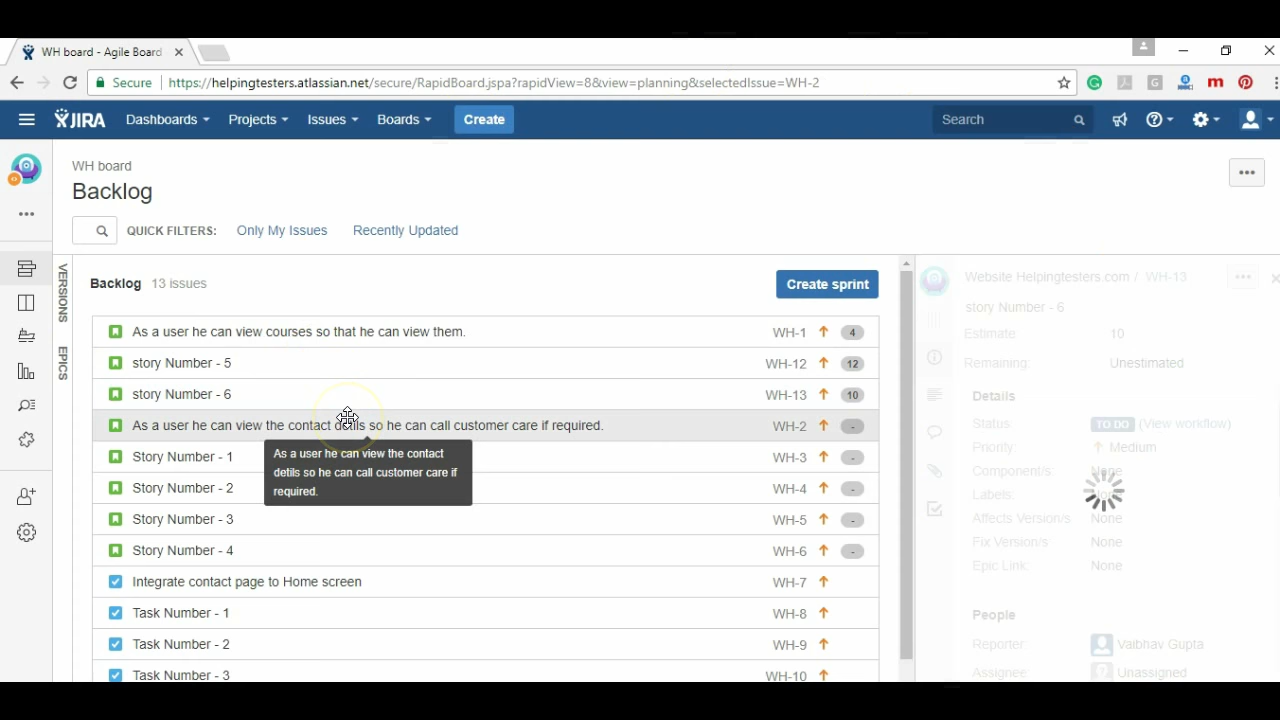 WH board - Agile Board
Secure
https://helpingtesters.atlassian.net/secure/RapidBoard.jspa?rapidView=8&view=planning&selectedIssue=WH-2
JIRA
Dashboards
Projects
Issues
Boards
Create
Search
WH board
Backlog
QUICK FILTERS:
Only My Issues
Recently Updated
VERSIONS
EPICS
Backlog 13 issues
Create sprint
As a user he can view courses so that he can view them. WH-1 4
story Number - 5 WH-12 12
story Number - 6 WH-13 10
As a user he can view the contact detils so he can call customer care if required. WH-2 -
As a user he can view the contact
detils so he can call customer care if
required.
Story Number - 1 WH-3 -
Story Number - 2 WH-4 -
Story Number - 3 WH-5 -
Story Number - 4 WH-6 -
Integrate contact page to Home screen WH-7
Task Number - 1 WH-8
Task Number - 2 WH-9
Task Number - 3 WH-10
Website Helpingtesters.com / WH-13
story Number - 6
Estimate: 10
Remaining: Unestimated
Details
Status: TO DO (View workflow)
Priority: Medium
Component/s: None
Labels: None
Affects Version/s: None
Fix Version/s: None
Epic Link: None
People
Reporter: Vaibhav Gupta
Assignee: Unassigned